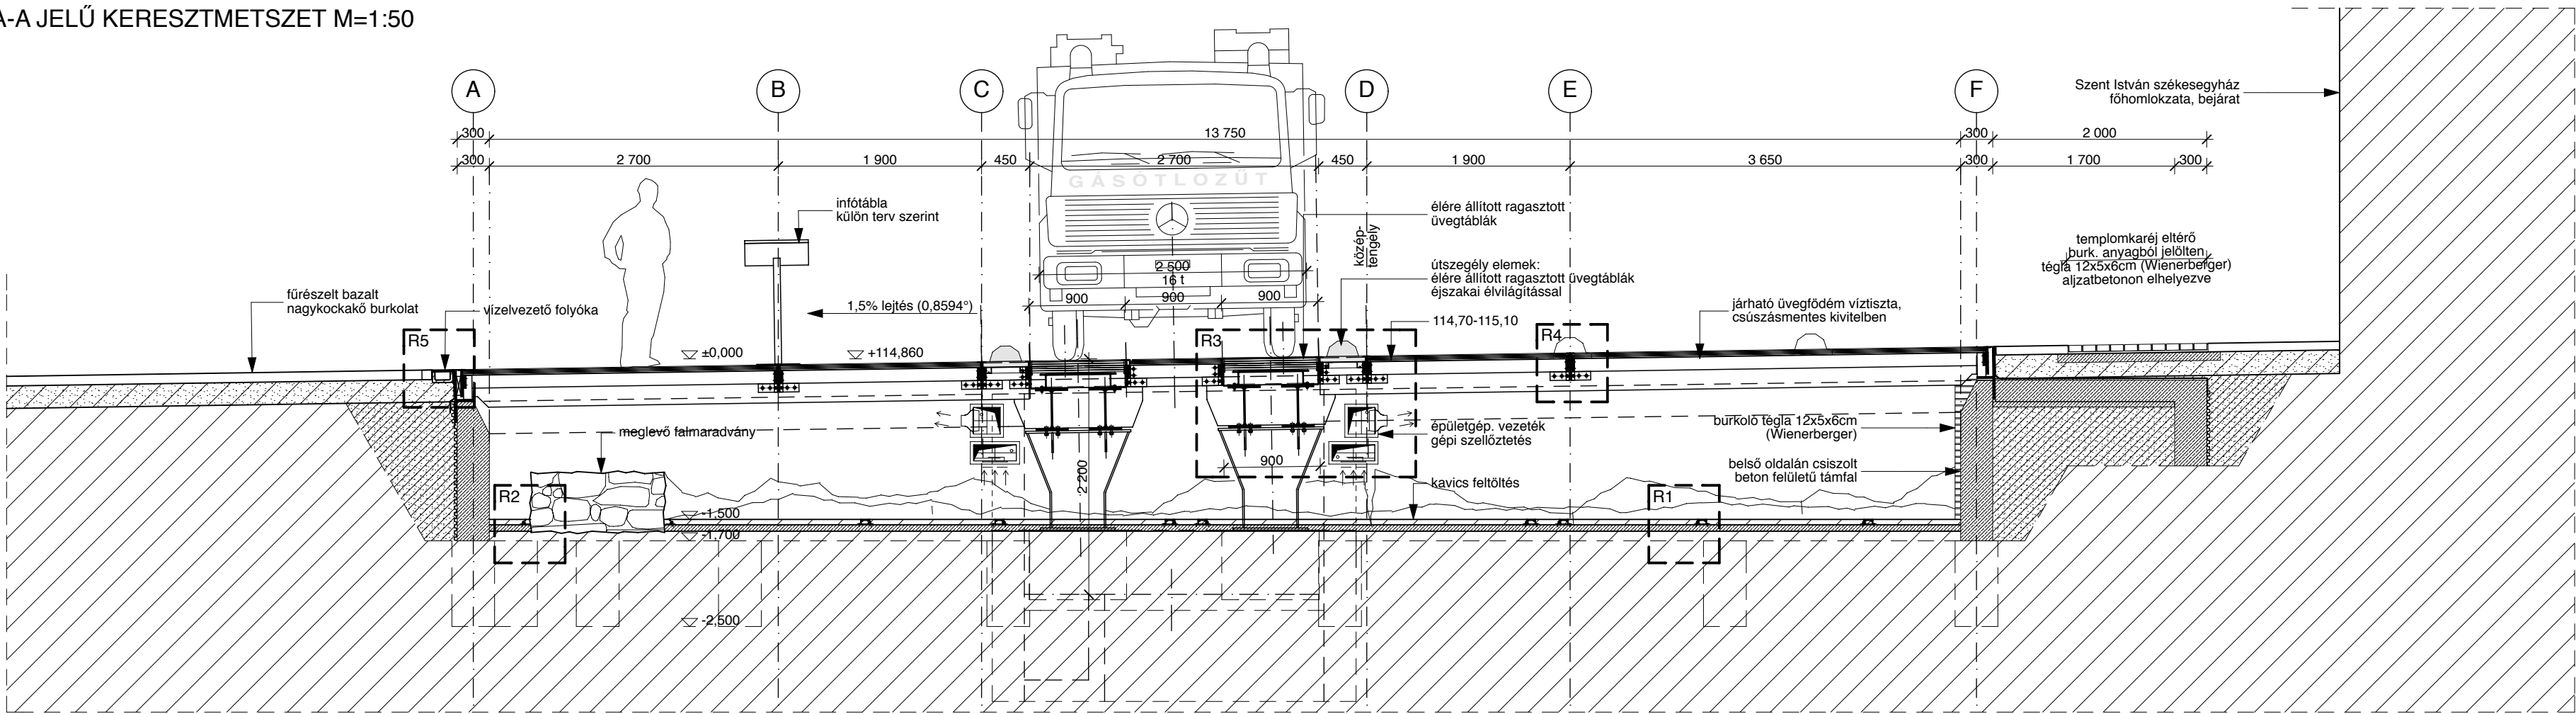 A-A JELŰ KERESZTMETSZET M=1:50
A
B
C
D
E
F
Szent István székesegyház
főhomlokzata, bejárat
300
13 750
300
2 000
300
2 700
1 900
450
2 700
450
1 900
3 650
300
1 700
300
GÁSÓTLOZŰT
infótábla
külön terv szerint
élére állított ragasztott
üvegtáblák
közép-
tengely
templomkaréj eltérő
burk. anyagból jelölten
tégla 12x5x6cm (Wienerberger)
aljzatbetonon elhelyezve
útszegély elemek:
élére állított ragasztott üvegtáblák
éjszakai élvilágítással
2 500
16 t
900
900
900
fűrészelt bazalt
nagykockakő burkolat
vízelvezető folyóka
1,5% lejtés (0,8594°)
járható üvegfödém víztiszta,
csúszásmentes kivitelben
114,70-115,10
R5
R3
R4
±0,000
+114,860
meglevő falmaradvány
épületgép. vezeték
gépi szellőztetés
burkoló tégla 12x5x6cm
(Wienerberger)
900
2 200
belső oldalán csiszolt
beton felületű támfal
kavics feltöltés
R2
R1
-1,500
-1,700
-2,500